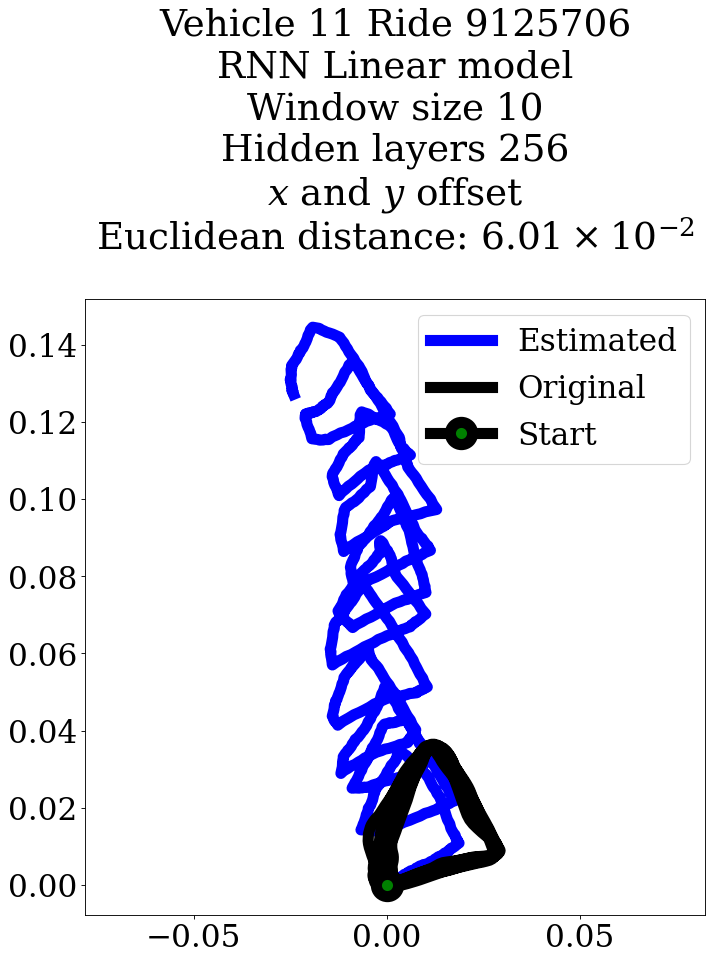 Vehicle 11 Ride 9125706
RNN Linear model
Window size 10
Hidden layers 256
x and y offset
Euclidean distance: 6.01 × 10⁻²
Estimated
Original
Start
0.14
0.12
0.10
0.08
0.06
0.04
0.02
0.00
−0.05
0.00
0.05